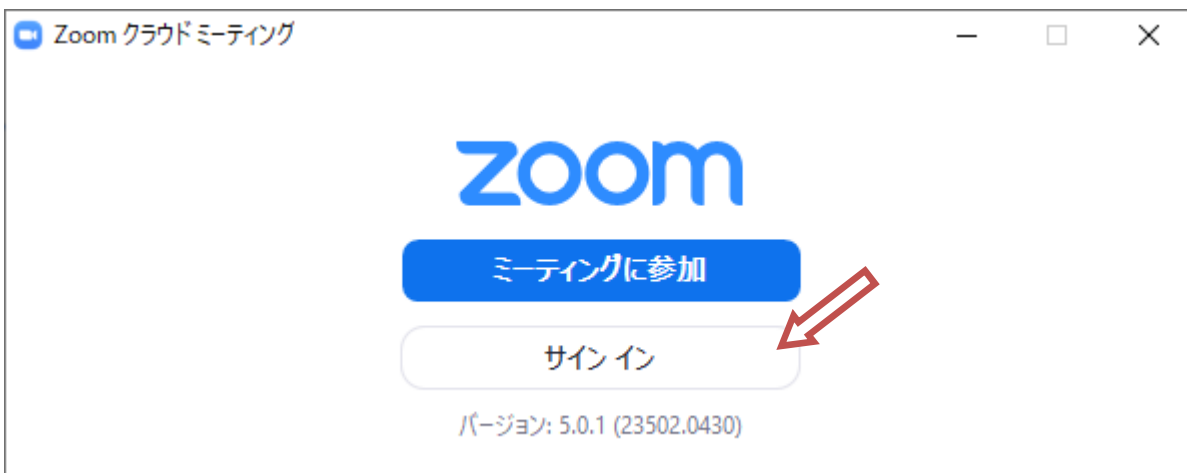 Zoom クラウド ミーティング
zoom
ミーティングに参加
サイン イン
バージョン: 5.0.1 (23502.0430)